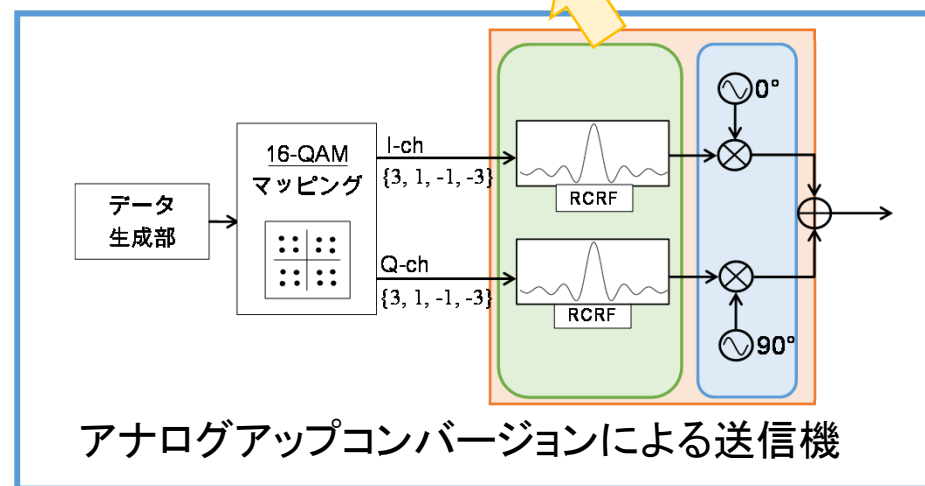 データ
生成部
16-QAM
マッピング
I-ch
{3, 1, -1, -3}
Q-ch
{3, 1, -1, -3}
RCRF
RCRF
0°
90°
アナログアップコンバージョンによる送信機